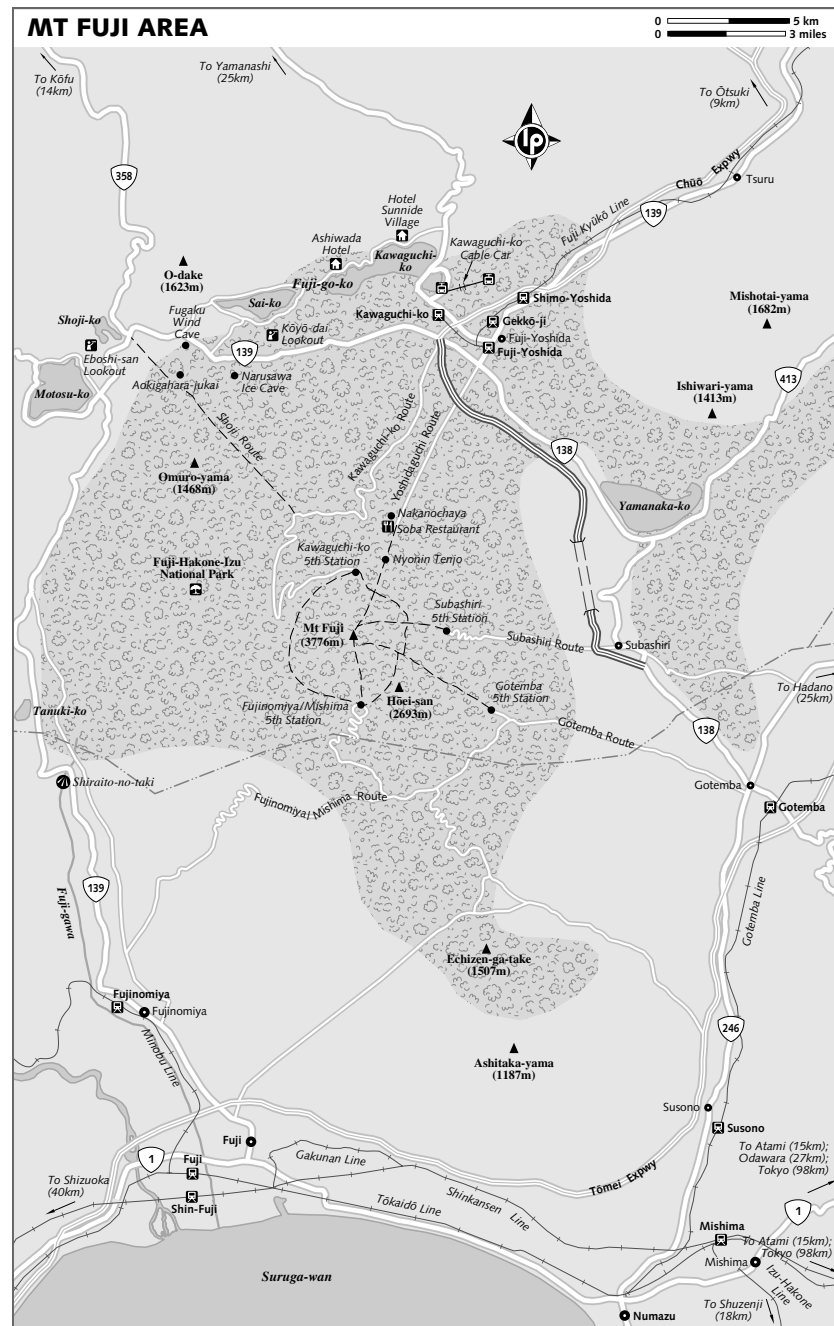 MT FUJI AREA
0 5 km
0 3 miles
To Kōfu
(14km)
To Yamanashi
(25km)
To Ōtsuki
(9km)
lp
358
Chūō Expwy
Tsuru
139
Fuji Kyūkō Line
Hotel
Sunnide
Village
Ashiwada
Hotel
Kawaguchi-
ko
Kawaguchi-ko
Cable Car
O-dake
(1623m)
Fuji-go-ko
Sai-ko
Shimo-Yoshida
Mishotai-yama
(1682m)
Shoji-ko
Fugaku
Wind
Cave
Kawaguchi-ko
Gekkō-ji
Kōyō-dai
Lookout
Fuji-Yoshida
Fuji-Yoshida
Eboshi-san
Lookout
139
Motosu-ko
Aokigahara-Jukai
Narusawa
Ice Cave
413
Ishiwari-yama
(1413m)
Shoji Route
Kawaguchi-ko Route
Yoshidaguchi Route
138
Omuro-yama
(1468m)
Yamanaka-ko
Nakanochaya
Soba Restaurant
Kawaguchi-ko
5th Station
Nyonin Tenjo
Fuji-Hakone-Izu
National Park
Subashiri
5th Station
Mt Fuji
(3776m)
Subashiri Route
Subashiri
To Hadano
(25km)
Hōei-san
(2693m)
Gotemba
5th Station
Tanuki-ko
Fujinomiya/Mishima
5th Station
Gotemba Route
138
Shiraito-no-taki
Gotemba
Fujinomiya/Mishima Route
Gotemba
139
Fuji-gawa
Gotemba Line
Echizen-ga-take
(1507m)
Fujinomiya
Fujinomiya
246
Minobu Line
Ashitaka-yama
(1187m)
Susono
Susono
Fuji
1
Gakunan Line
To Atami (15km);
Odawara (27km);
Tokyo (98km)
To Shizuoka
(40km)
Fuji
Tōmei Expwy
Shinkansen Line
Shin-Fuji
Tōkaidō Line
1
Mishima
To Atami (15km);
Tokyo (98km)
Mishima
Izu-Hakone
Line
Suruga-wan
To Shuzenji
(18km)
Numazu